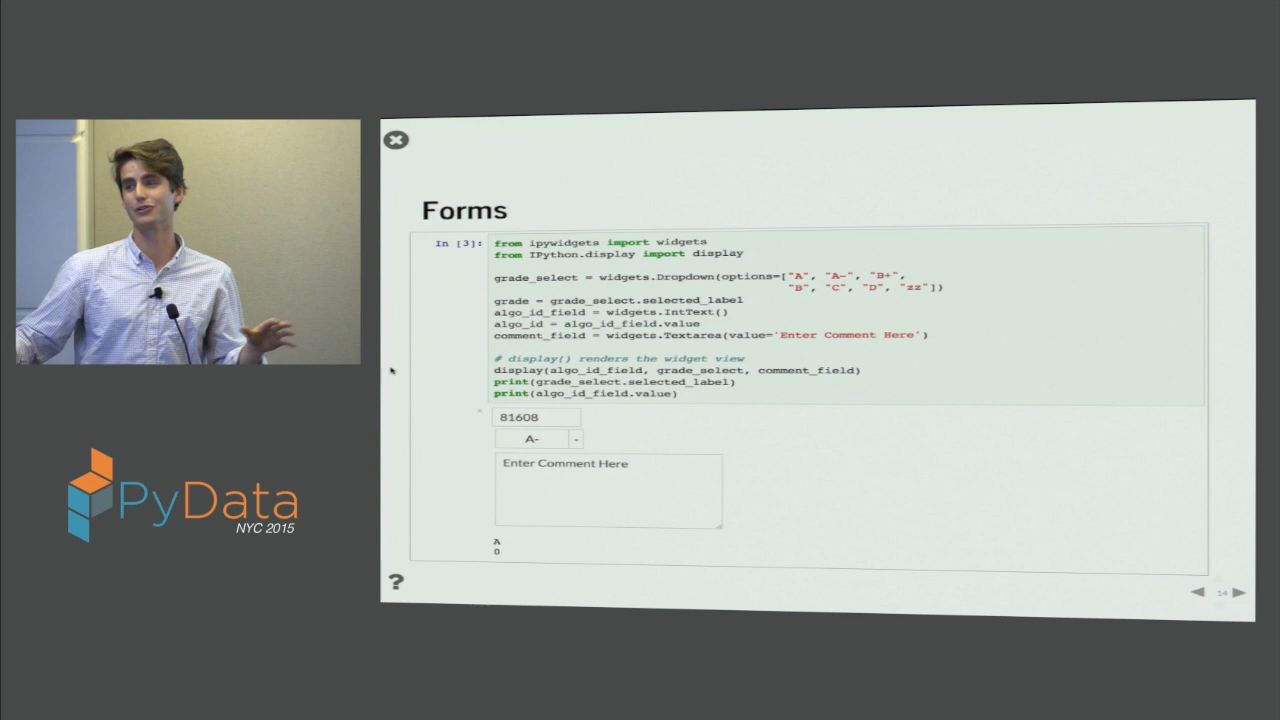 Forms
In [3]:
from ipywidgets import widgets
from IPython.display import display
grade_select = widgets.Dropdown(options=["A", "A-", "B+",
"B", "C", "D", "zz"])
grade = grade_select.selected_label
algo_id_field = widgets.IntText()
algo_id = algo_id_field.value
comment_field = widgets.Textarea(value='Enter Comment Here')
# display() renders the widget view
display(algo_id_field, grade_select, comment_field)
print(grade_select.selected_label)
print(algo_id_field.value)
81608
A-
Enter Comment Here
A
0
?
14
PyData
NYC 2015